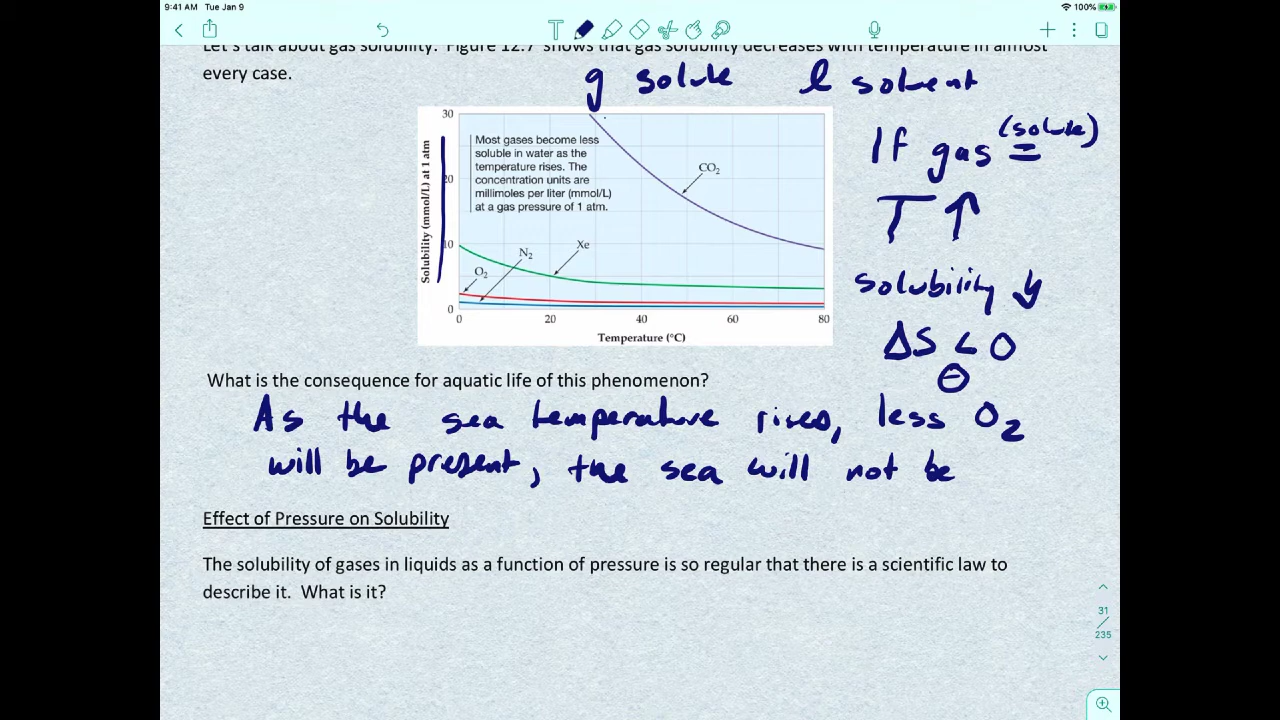 9:41 AM Tue Jan 9
100%
T
Let's talk about gas solubility. Figure 12.7 shows that gas solubility decreases with temperature in almost
every case.
g solute l solvent
If gas (solute) =
T ↑
solubility ↓
ΔS < 0
⊖
Solubility (mmol/L) at 1 atm
30
20
10
0
Most gases become less
soluble in water as the
temperature rises. The
concentration units are
millimoles per liter (mmol/L)
at a gas pressure of 1 atm.
CO₂
Xe
N₂
O₂
0 20 40 60 80
Temperature (°C)
What is the consequence for aquatic life of this phenomenon?
As the sea temperature rises, less O₂
will be present, the sea will not be
Effect of Pressure on Solubility
The solubility of gases in liquids as a function of pressure is so regular that there is a scientific law to
describe it. What is it?
31
/
235